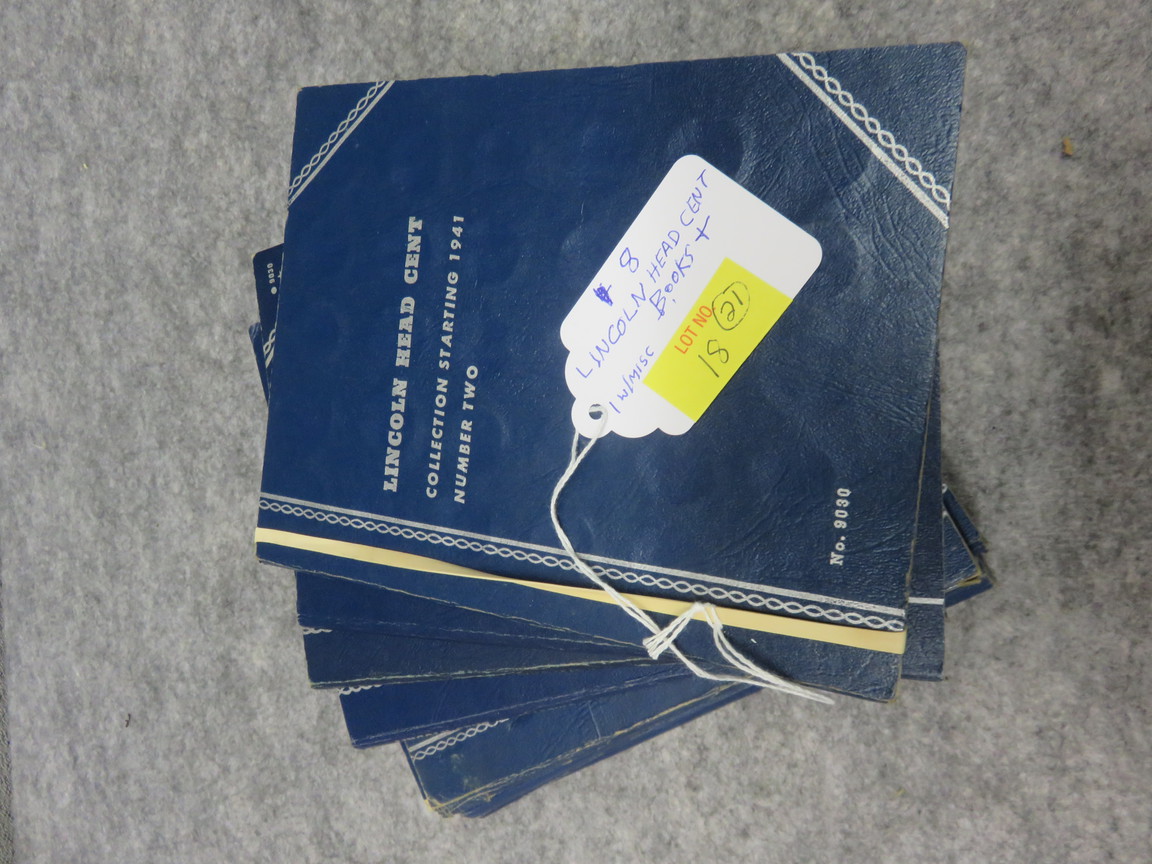 LINCOLN HEAD CENT
COLLECTION STARTING 1941
NUMBER TWO
No. 9030
8
LINCOLN HEAD CENT
BOOKS +
1 W/MISC
LOT NO.
18
21
9030